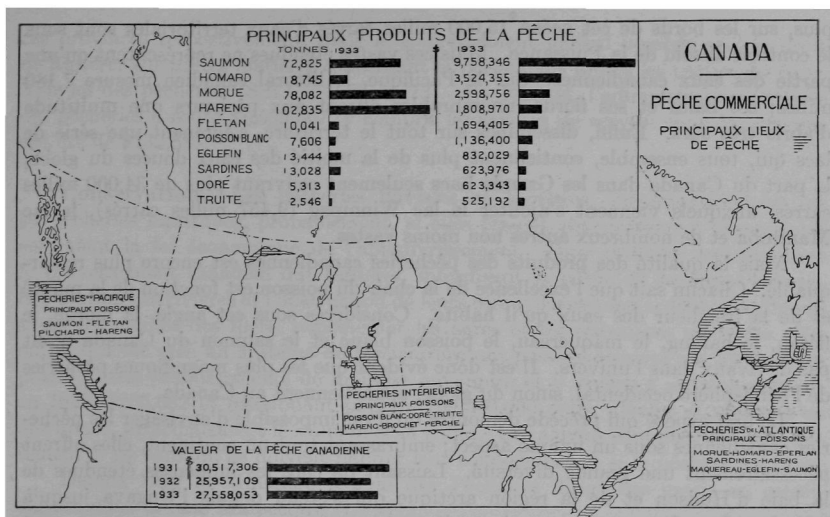 PRINCIPAUX PRODUITS DE LA PÊCHE
TONNES 1933 $ 1933
SAUMON 72,825 9,758,346
HOMARD 18,745 3,524,355
MORUE 78,082 2,598,756
HARENG 102,835 1,808,970
FLÉTAN 10,041 1,694,405
POISSON BLANC 7,606 1,136,400
EGLEFIN 13,444 832,029
SARDINES 13,028 623,976
DORÉ 5,313 623,343
TRUITE 2,546 525,192
CANADA
PÊCHE COMMERCIALE
PRINCIPAUX LIEUX
DE PÊCHE
PÊCHERIES DU PACIFIQUE
PRINCIPAUX POISSONS
SAUMON-FLÉTAN
PILCHARD-HARENG
PÊCHERIES INTÉRIEURES
PRINCIPAUX POISSONS
POISSON BLANC-DORÉ-TRUITE
HARENG-BROCHET-PERCHE
PÊCHERIES DE L'ATLANTIQUE
PRINCIPAUX POISSONS
MORUE-HOMARD-ÉPERLAN
SARDINES-HARENG
MAQUEREAU-EGLEFIN-SAUMON
VALEUR DE LA PÊCHE CANADIENNE
1931 $ 30,517,306
1932 25,957,109
1933 27,558,053